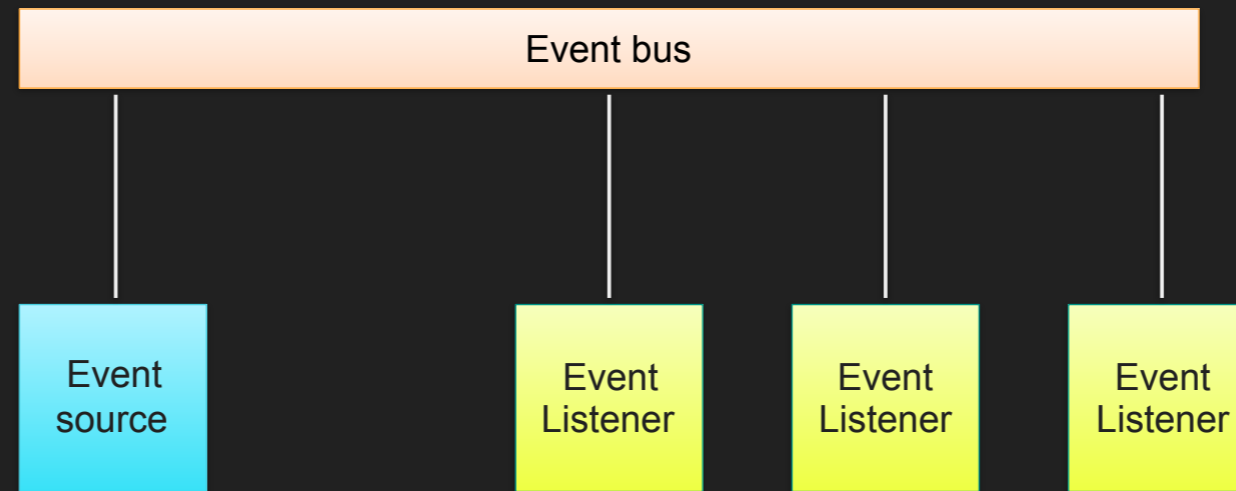 Event bus
Event
source
Event
Listener
Event
Listener
Event
Listener